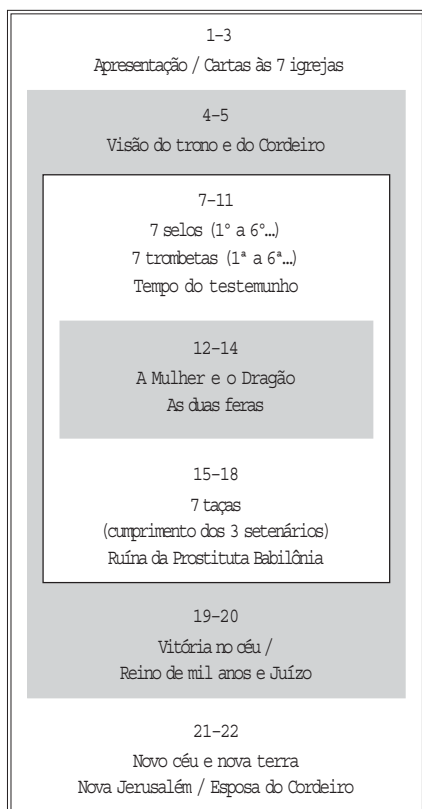 1-3
Apresentação / Cartas às 7 igrejas
4-5
Visão do trono e do Cordeiro
7-11
7 selos (1° a 6°...)
7 trombetas (1ª a 6ª...)
Tempo do testemunho
12-14
A Mulher e o Dragão
As duas feras
15-18
7 taças
(cumprimento dos 3 setenários)
Ruína da Prostituta Babilônia
19-20
Vitória no céu /
Reino de mil anos e Juízo
21-22
Novo céu e nova terra
Nova Jerusalém / Esposa do Cordeiro